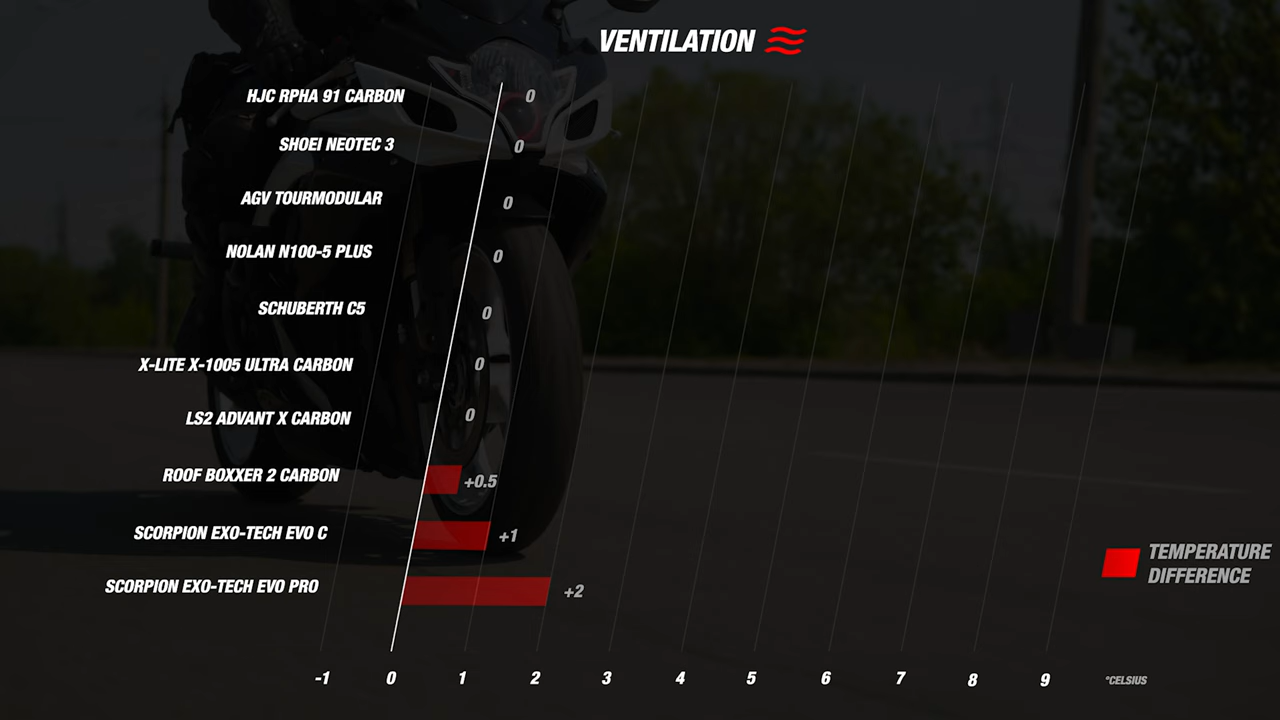 VENTILATION
HJC RPHA 91 CARBON 0
SHOEI NEOTEC 3 0
AGV TOURMODULAR 0
NOLAN N100-5 PLUS 0
SCHUBERTH C5 0
X-LITE X-1005 ULTRA CARBON 0
LS2 ADVANT X CARBON 0
ROOF BOXXER 2 CARBON +0.5
SCORPION EXO-TECH EVO C +1
SCORPION EXO-TECH EVO PRO +2
TEMPERATURE
DIFFERENCE
-1 0 1 2 3 4 5 6 7 8 9 °CELSIUS